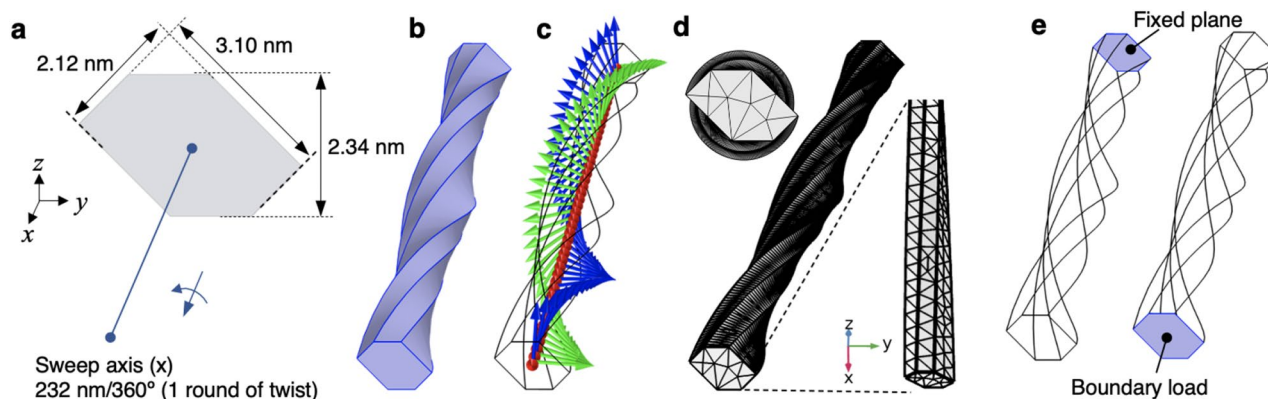 a
2.12 nm
3.10 nm
2.34 nm
z
y
x
Sweep axis (x)
232 nm/360º (1 round of twist)
b
c
d
z
y
x
e
Fixed plane
Boundary load